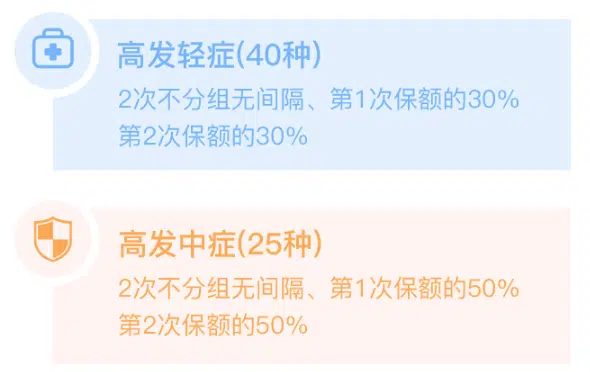 高发轻症(40种)
2次不分组无间隔、第1次保额的30%
第2次保额的30%
高发中症(25种)
2次不分组无间隔、第1次保额的50%
第2次保额的50%